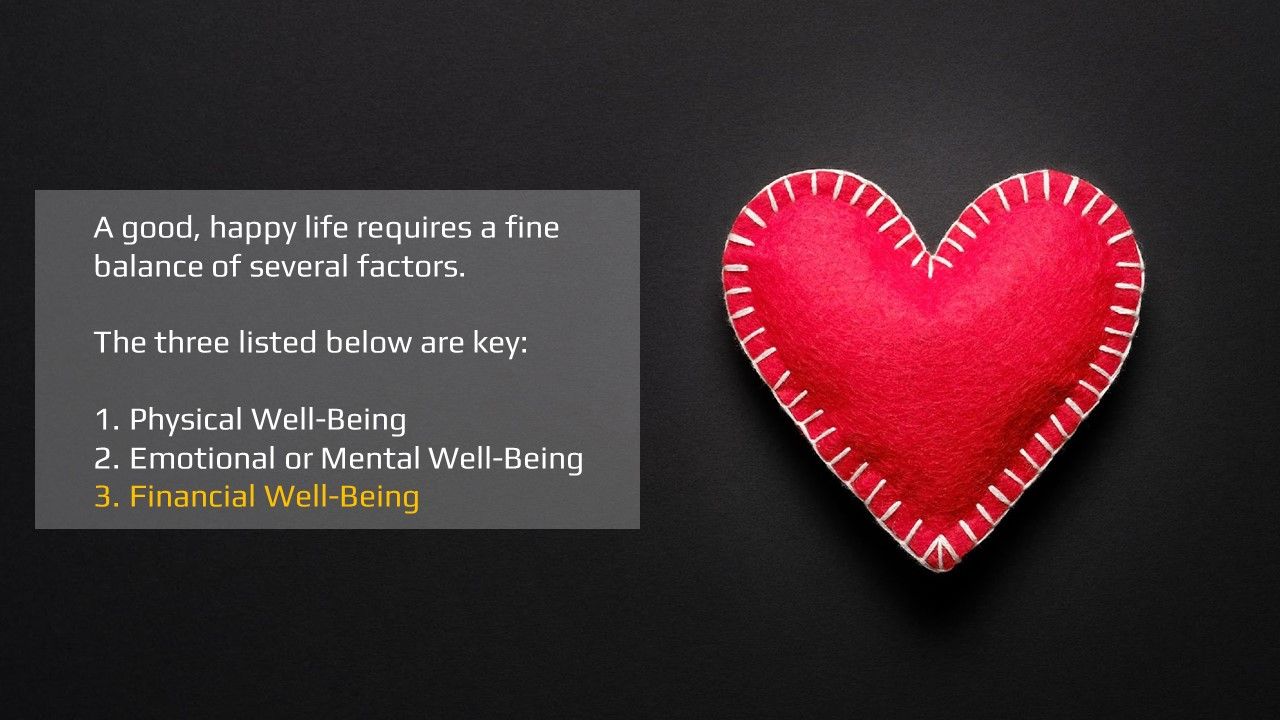 A good, happy life requires a fine
balance of several factors.
The three listed below are key:
1. Physical Well-Being
2. Emotional or Mental Well-Being
3. Financial Well-Being